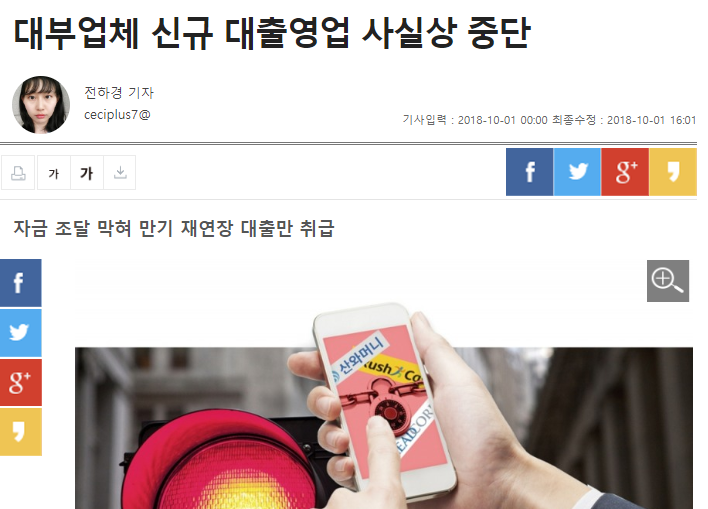 대부업체 신규 대출영업 사실상 중단
전하경 기자
ceciplus7@
기사입력 : 2018-10-01 00:00 최종수정 : 2018-10-01 16:01
가 가
f g+
자금 조달 막혀 만기 재연장 대출만 취급
f
g+
산와머니
Rush Ca
EADCOR